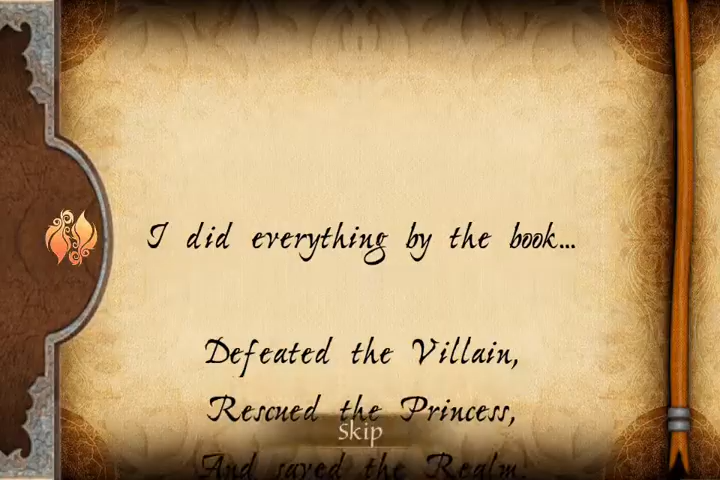 I did everything by the book...
Defeated the Villain,
Rescued the Princess,
Skip
And saved the Realm.